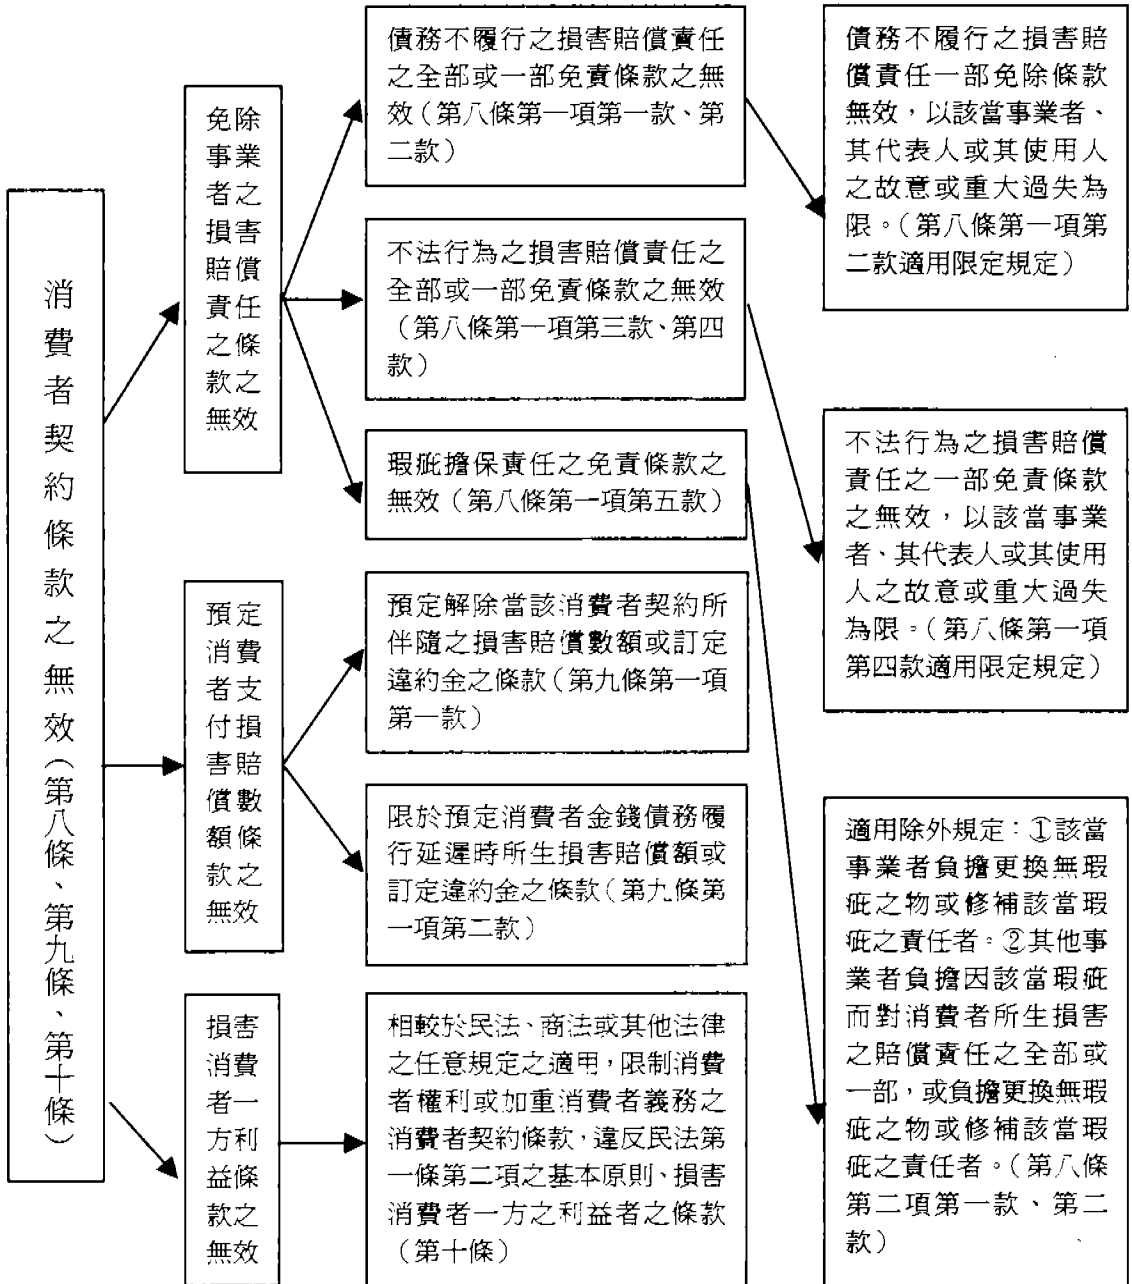 消費者契約條款之無效（第八條、第九條、第十條）
免除
事業
者之
損害
賠償
責任
之條
款之
無效
債務不履行之損害賠償責任
之全部或一部免責條款之無
效（第八條第一項第一款、第
二款）
債務不履行之損害賠
償責任一部免除條款
無效，以該當事業者、
其代表人或其使用人
之故意或重大過失為
限。（第八條第一項第
二款適用限定規定）
不法行為之損害賠償責任之
全部或一部免責條款之無效
（第八條第一項第三款、第四
款）
不法行為之損害賠償
責任之一部免責條款
之無效，以該當事業
者、其代表人或其使用
人之故意或重大過失
為限。（第八條第一項
第四款適用限定規定）
瑕疵擔保責任之免責條款之
無效（第八條第一項第五款）
適用除外規定：①該當
事業者負擔更換無瑕
疵之物或修補該當瑕
疵之責任者。②其他事
業者負擔因該當瑕疵
而對消費者所生損害
之賠償責任之全部或
一部，或負擔更換無瑕
疵之物或修補該當瑕
疵之責任者。（第八條
第二項第一款、第二
款）
預定
消費
者支
付損
害賠
償數
額條
款之
無效
預定解除當該消費者契約所
伴隨之損害賠償數額或訂定
違約金之條款（第九條第一項
第一款）
限於預定消費者金錢債務履
行延遲時所生損害賠償額或
訂定違約金之條款（第九條第
一項第二款）
損害
消費
者一
方利
益條
款之
無效
相較於民法、商法或其他法律
之任意規定之適用，限制消費
者權利或加重消費者義務之
消費者契約條款，違反民法第
一條第二項之基本原則、損害
消費者一方之利益者之條款
（第十條）